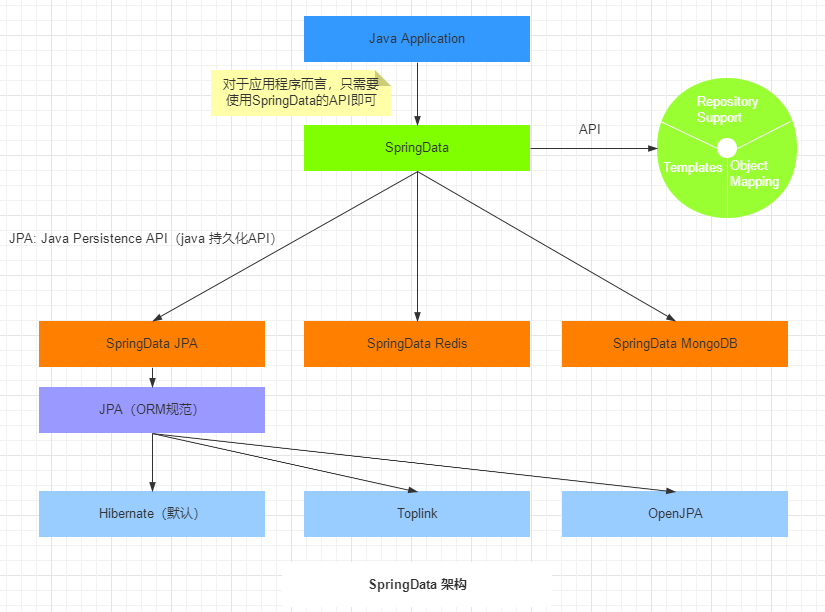 Java Application
对于应用程序而言，只需要
使用SpringData的API即可
SpringData
API
Repository
Support
Templates
Object
Mapping
JPA: Java Persistence API（java 持久化API）
SpringData JPA
SpringData Redis
SpringData MongoDB
JPA（ORM规范）
Hibernate（默认）
Toplink
OpenJPA
SpringData 架构